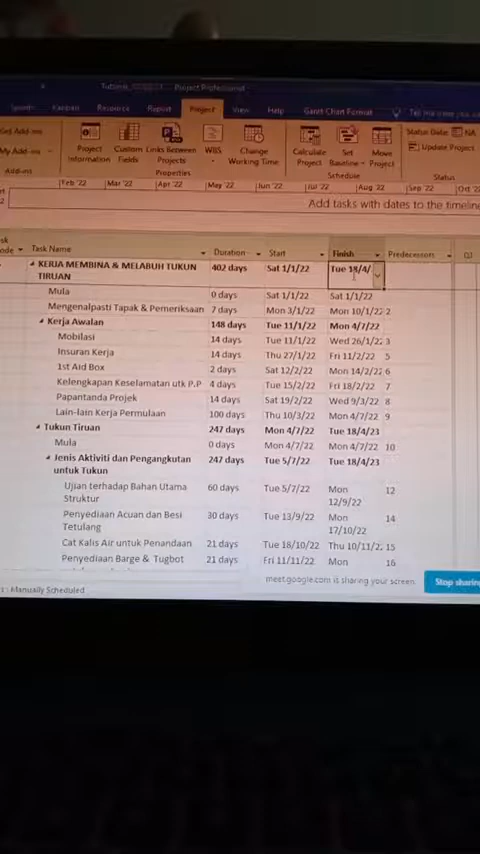 Project Professional
Kanban Resource Report Project View Help Gantt Chart Format Tell me
Get Add-ins
My Add-ins
Add-ins
Project Information
Custom Fields
Links Between Projects
WBS
Change Working Time
Calculate Project
Set Baseline
Move Project
Status Date: NA
Update Project
Properties
Schedule
Status
Feb '22 Mar '22 Apr '22 May '22 Jun '22 Jul '22 Aug '22 Sep '22 Oct '2
Add tasks with dates to the timeline
Task Name Duration Start Finish Predecessors
KERJA MEMBINA & MELABUH TUKUN TIRUAN 402 days Sat 1/1/22 Tue 18/4/
Mula 0 days Sat 1/1/22 Sat 1/1/22
Mengenalpasti Tapak & Pemeriksaan 7 days Mon 3/1/22 Mon 10/1/22 2
Kerja Awalan 148 days Tue 11/1/22 Mon 4/7/22
Mobilasi 14 days Tue 11/1/22 Wed 26/1/22 3
Insuran Kerja 14 days Thu 27/1/22 Fri 11/2/22 5
1st Aid Box 2 days Sat 12/2/22 Mon 14/2/22 6
Kelengkapan Keselamatan utk P.P 4 days Tue 15/2/22 Fri 18/2/22 7
Papantanda Projek 14 days Sat 19/2/22 Wed 9/3/22 8
Lain-lain Kerja Permulaan 100 days Thu 10/3/22 Mon 4/7/22 9
Tukun Tiruan 247 days Mon 4/7/22 Tue 18/4/23
Mula 0 days Mon 4/7/22 Mon 4/7/22 10
Jenis Aktiviti dan Pengangkutan untuk Tukun 247 days Tue 5/7/22 Tue 18/4/23
Ujian terhadap Bahan Utama Struktur 60 days Tue 5/7/22 Mon 12/9/22 12
Penyediaan Acuan dan Besi Tetulang 30 days Tue 13/9/22 Mon 17/10/22 14
Cat Kalis Air untuk Penandaan 21 days Tue 18/10/22 Thu 10/11/2 15
Penyediaan Barge & Tugbot 21 days Fri 11/11/22 Mon 16
meet.google.com is sharing your screen.
Stop sharing
: Manually Scheduled